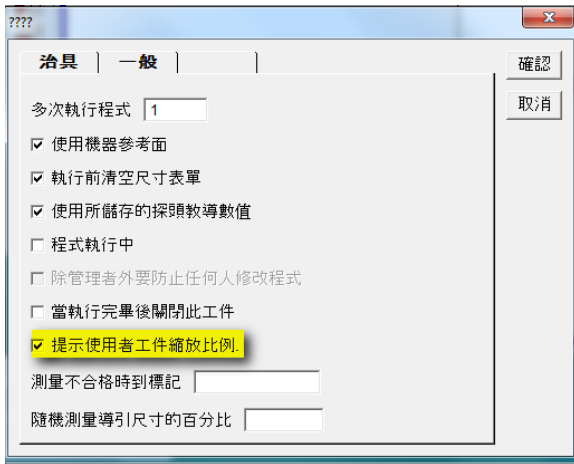 ????
治具 一般
確認
多次執行程式 1
取消
使用機器參考面
執行前清空尺寸表單
使用所儲存的探頭教導數值
程式執行中
除管理者外要防止任何人修改程式
當執行完畢後關閉此工件
提示使用者工件縮放比例.
測量不合格時到標記
隨機測量導引尺寸的百分比